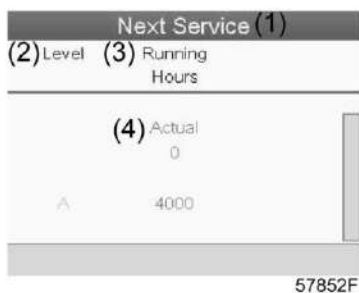 Next Service (1)
(2) Level (3) Running
Hours
(4) Actual
0
A 4000
57852F